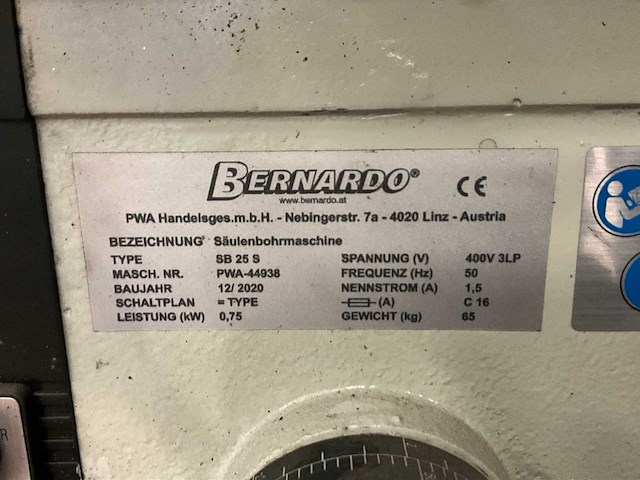 BERNARDO®
CE
www.bernardo.at
PWA Handelsges.m.b.H. - Nebingerstr. 7a - 4020 Linz - Austria
BEZEICHNUNG Säulenbohrmaschine
TYPE SB 25 S SPANNUNG (V) 400V 3LP
MASCH. NR. PWA-44938 FREQUENZ (Hz) 50
BAUJAHR 12/ 2020 NENNSTROM (A) 1,5
SCHALTPLAN = TYPE (A) C 16
LEISTUNG (kW) 0,75 GEWICHT (kg) 65
R